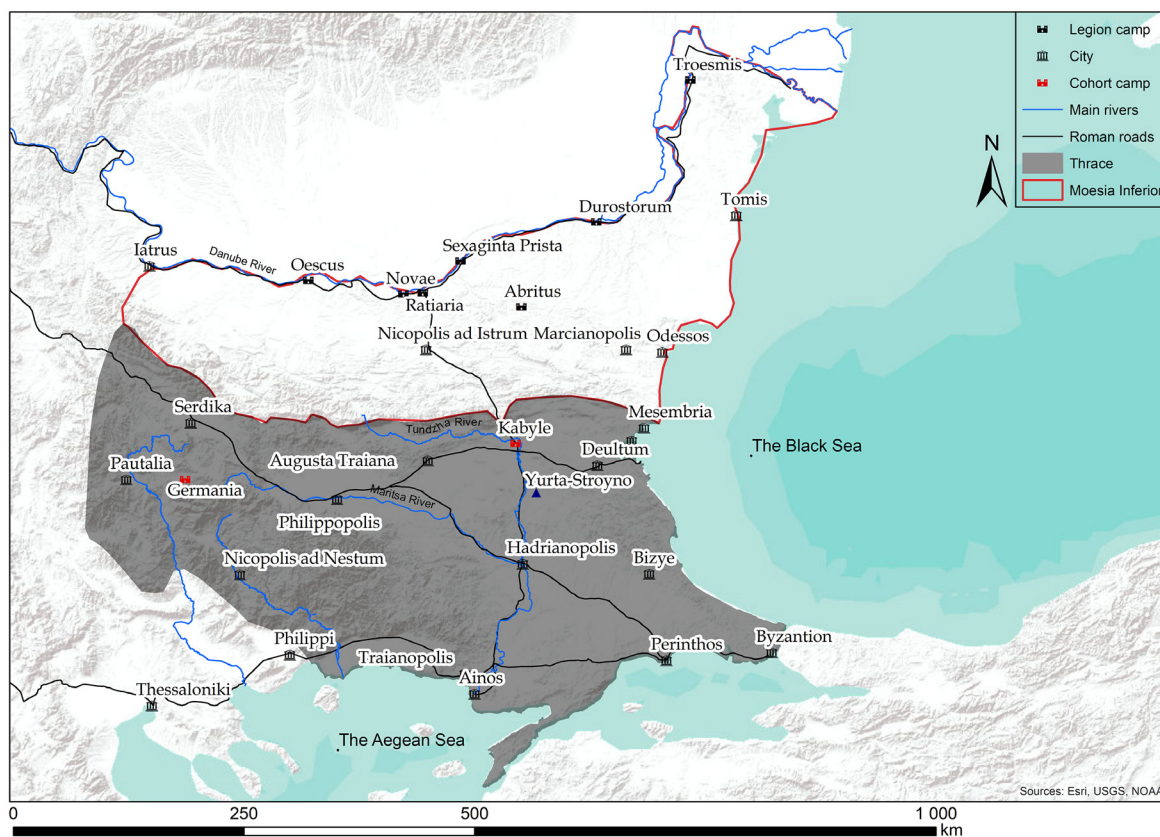 Legion camp
City
Cohort camp
Main rivers
Roman roads
Thrace
Moesia Inferior
N
Troesmis
Tomis
Durostorum
Sexaginta Prista
Iatrus
Danube River
Oescus
Novae
Ratiaria
Abritus
Nicopolis ad Istrum
Marcianopolis
Odessos
Serdika
Mesembria
Tundzha River
Kabyle
Deultum
Augusta Traiana
The Black Sea
Pautalia
Germania
Yurta-Stroyno
Maritsa River
Philippopolis
Hadrianopolis
Nicopolis ad Nestum
Bizye
Philippi
Traianopolis
Perinthos
Byzantion
Ainos
Thessaloniki
The Aegean Sea
Sources: Esri, USGS, NOAA
0
250
500
1 000
km